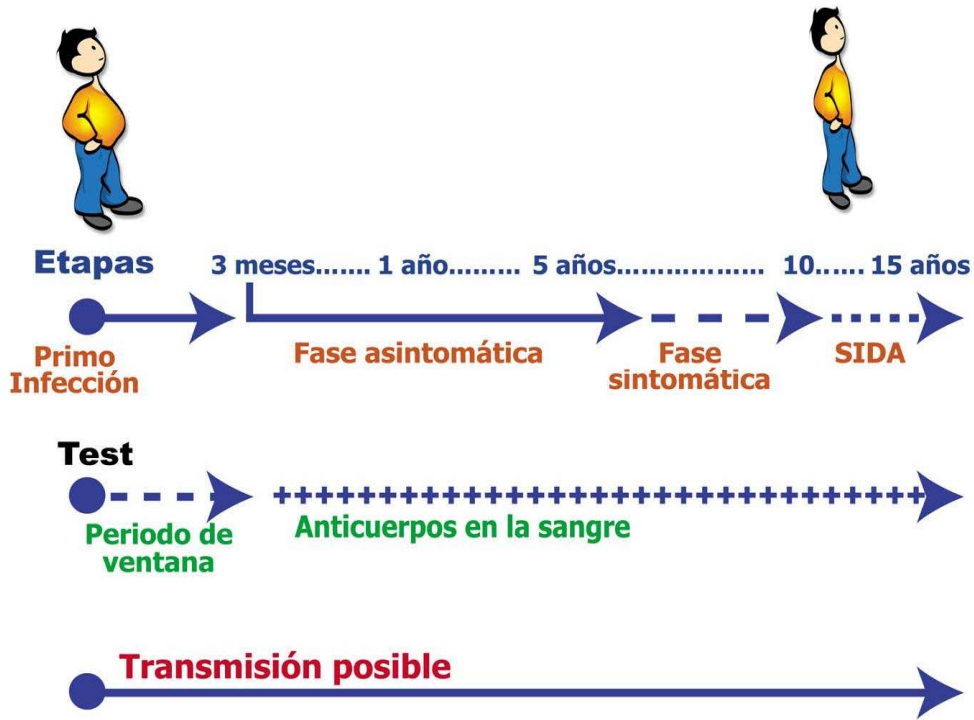 Etapas 3 meses....... 1 año......... 5 años.................. 10...... 15 años
Primo
Infección
Fase asintomática
Fase
sintomática
SIDA
Test
+++++++++++++++++++++++++++++++
Periodo de
ventana
Anticuerpos en la sangre
Transmisión posible